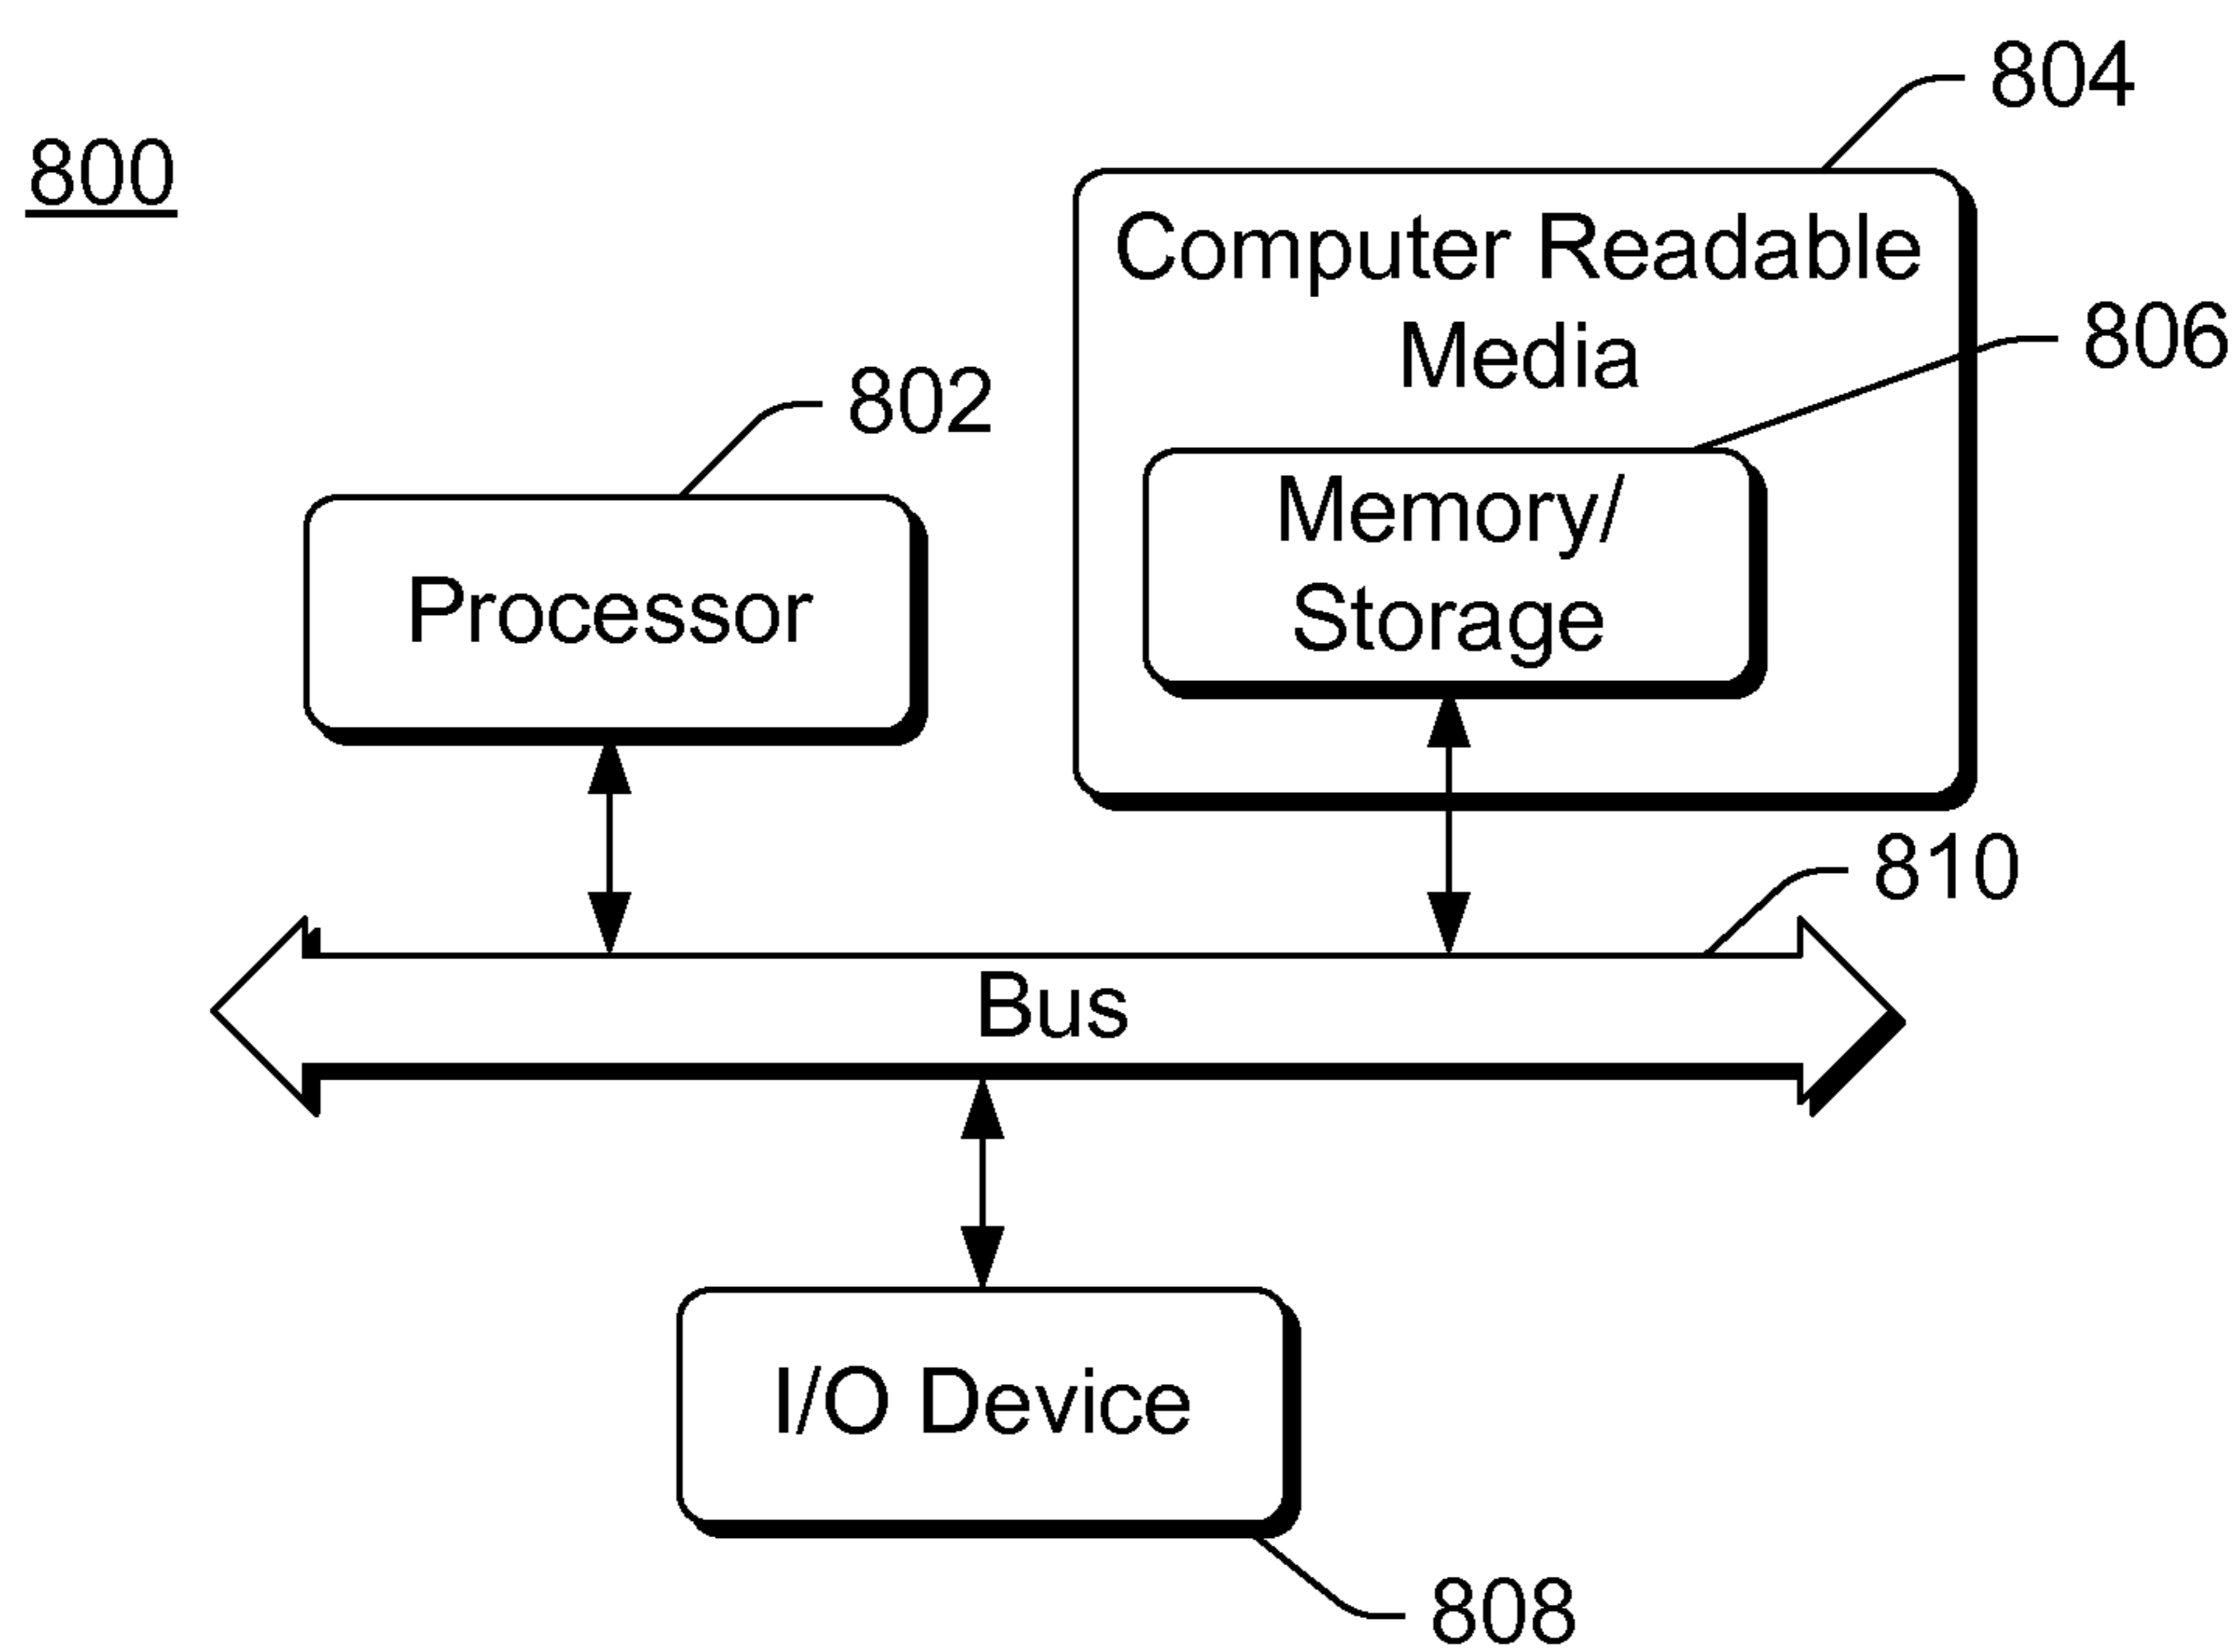 804
800
Computer Readable
Media
806
802
Memory/
Storage
Processor
810
Bus
I/O Device
808